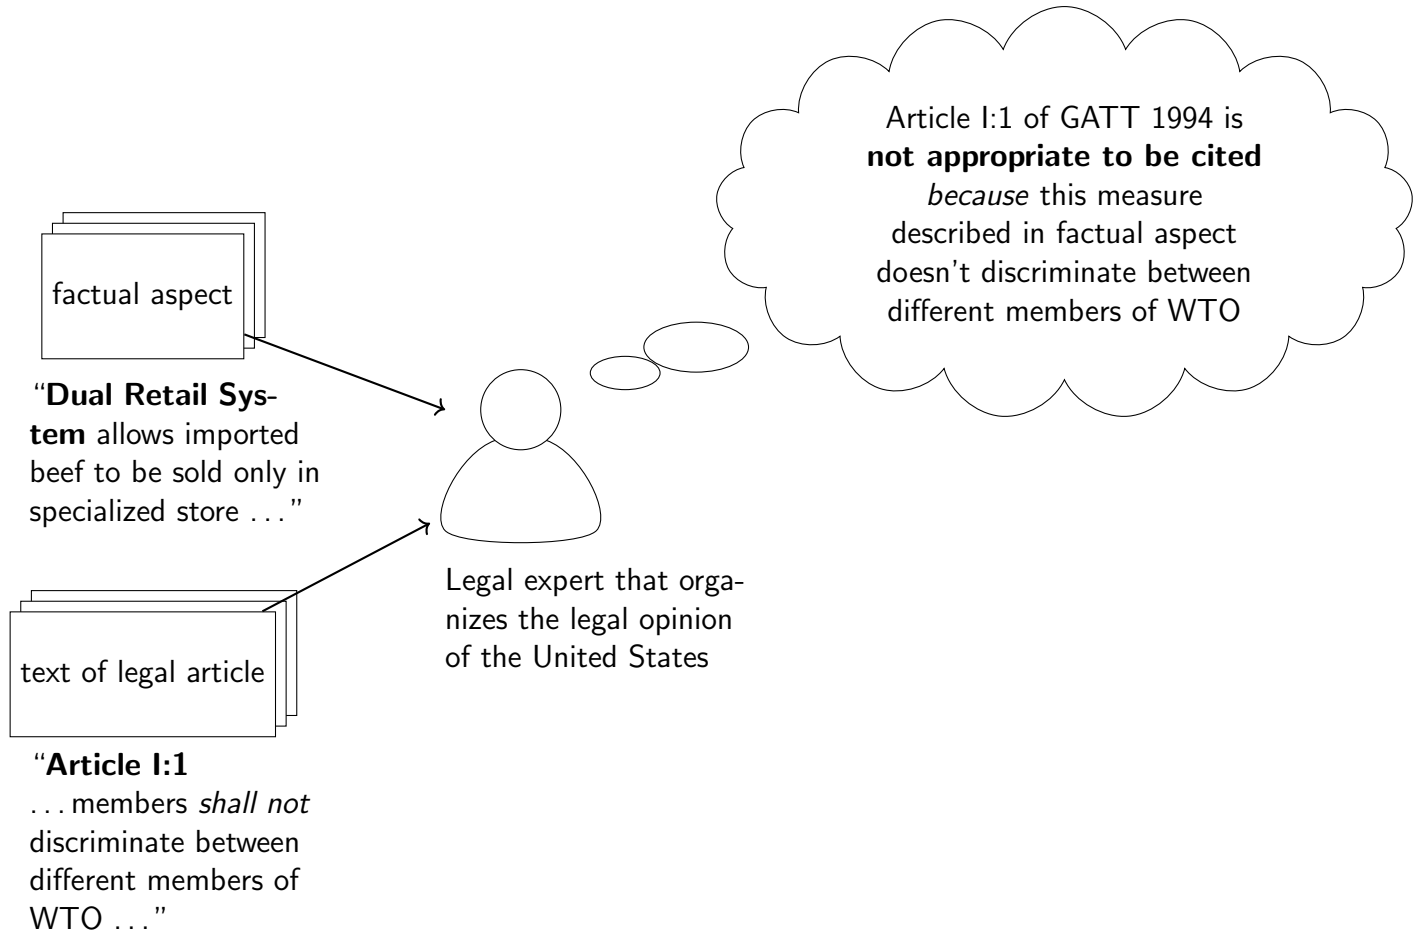 factual aspect
“Dual Retail Sys-
tem allows imported
beef to be sold only in
specialized store . . . ”
text of legal article
“Article I:1
. . . members shall not
discriminate between
different members of
WTO . . . ”
Legal expert that orga-
nizes the legal opinion
of the United States
Article I:1 of GATT 1994 is
not appropriate to be cited
because this measure
described in factual aspect
doesn't discriminate between
different members of WTO